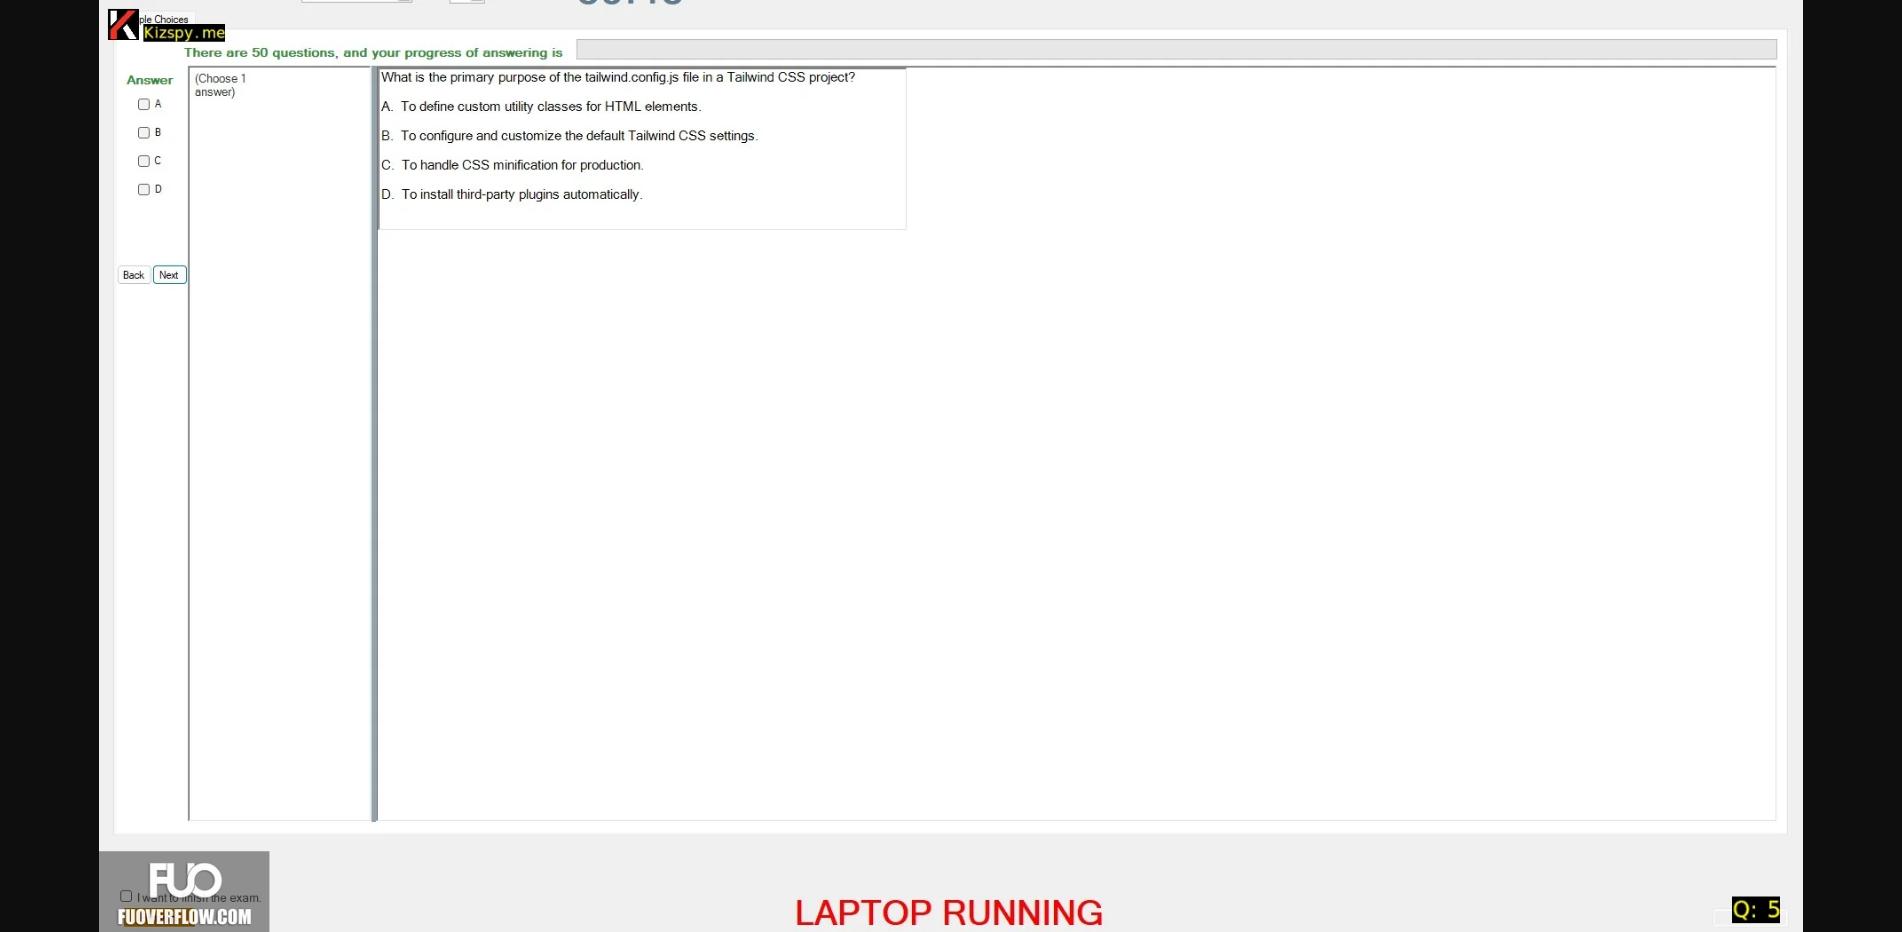 ple Choices
Kizspy.me
There are 50 questions, and your progress of answering is
Answer
(Choose 1
answer)
A
B
C
D
Back
Next
What is the primary purpose of the tailwind.config.js file in a Tailwind CSS project?
A. To define custom utility classes for HTML elements.
B. To configure and customize the default Tailwind CSS settings.
C. To handle CSS minification for production.
D. To install third-party plugins automatically.
FUO
I want to finish the exam.
FUOVERFLOW.COM
LAPTOP RUNNING
Q: 5